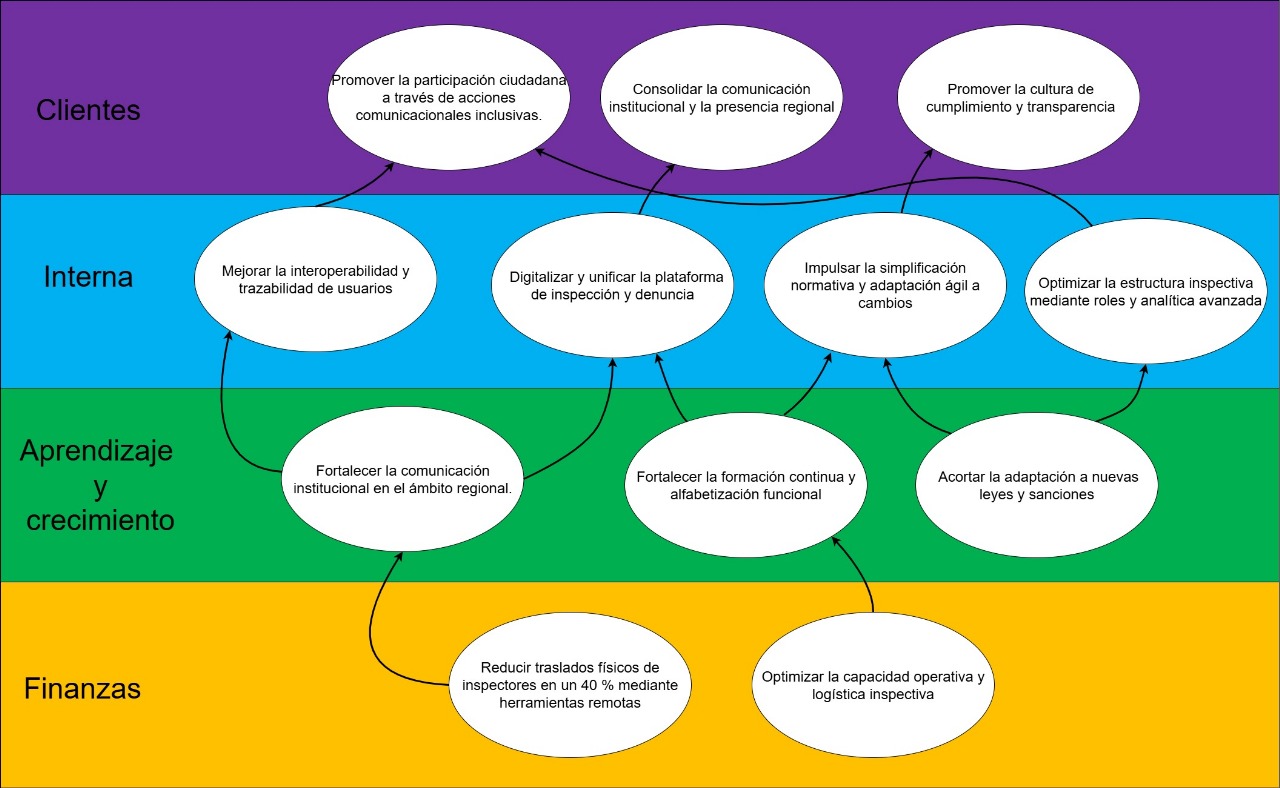 Clientes
Promover la participación ciudadana
a través de acciones
comunicacionales inclusivas.
Consolidar la comunicación
institucional y la presencia regional
Promover la cultura de
cumplimiento y transparencia
Interna
Mejorar la interoperabilidad y
trazabilidad de usuarios
Digitalizar y unificar la plataforma
de inspección y denuncia
Impulsar la simplificación
normativa y adaptación ágil a
cambios
Optimizar la estructura inspectiva
mediante roles y analítica avanzada
Aprendizaje
y
crecimiento
Fortalecer la comunicación
institucional en el ámbito regional.
Fortalecer la formación continua y
alfabetización funcional
Acortar la adaptación a nuevas
leyes y sanciones
Finanzas
Reducir traslados físicos de
inspectores en un 40 % mediante
herramientas remotas
Optimizar la capacidad operativa y
logística inspectiva